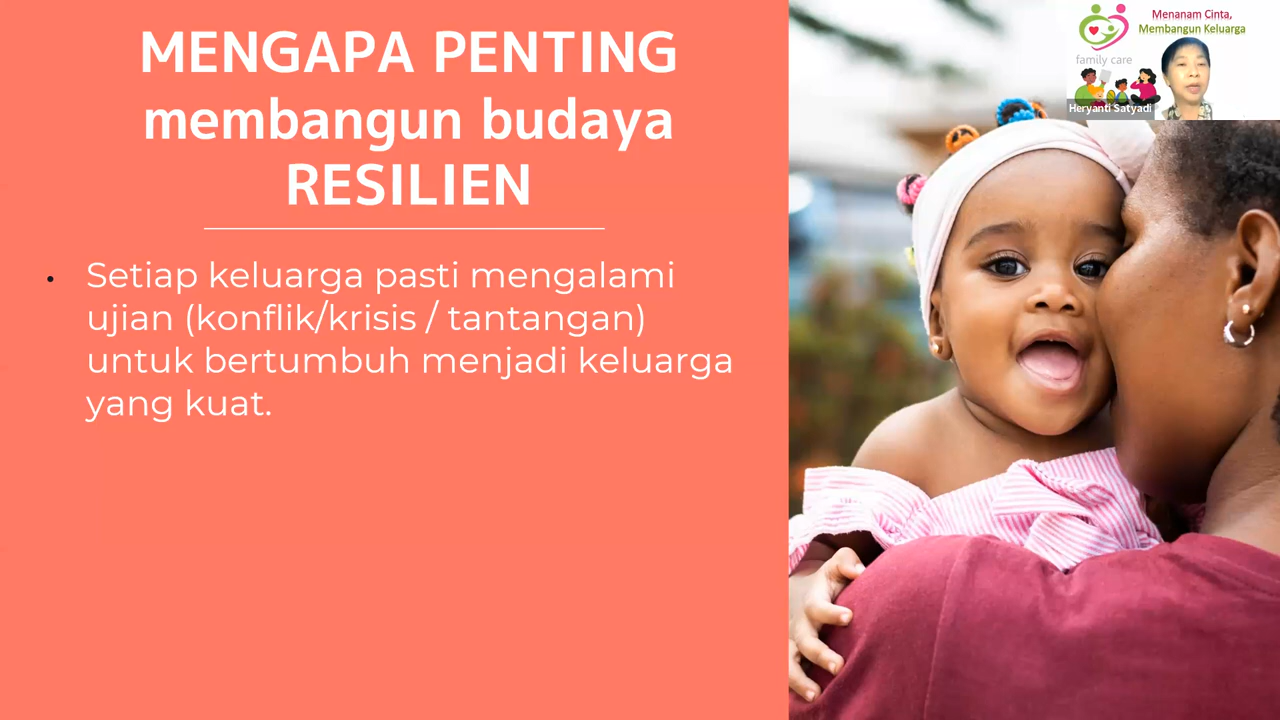 MENGAPA PENTING
membangun budaya
RESILIEN
• Setiap keluarga pasti mengalami
ujian (konflik/krisis / tantangan)
untuk bertumbuh menjadi keluarga
yang kuat.
Menanam Cinta,
Membangun Keluarga
family care
Heryanti Satyadi